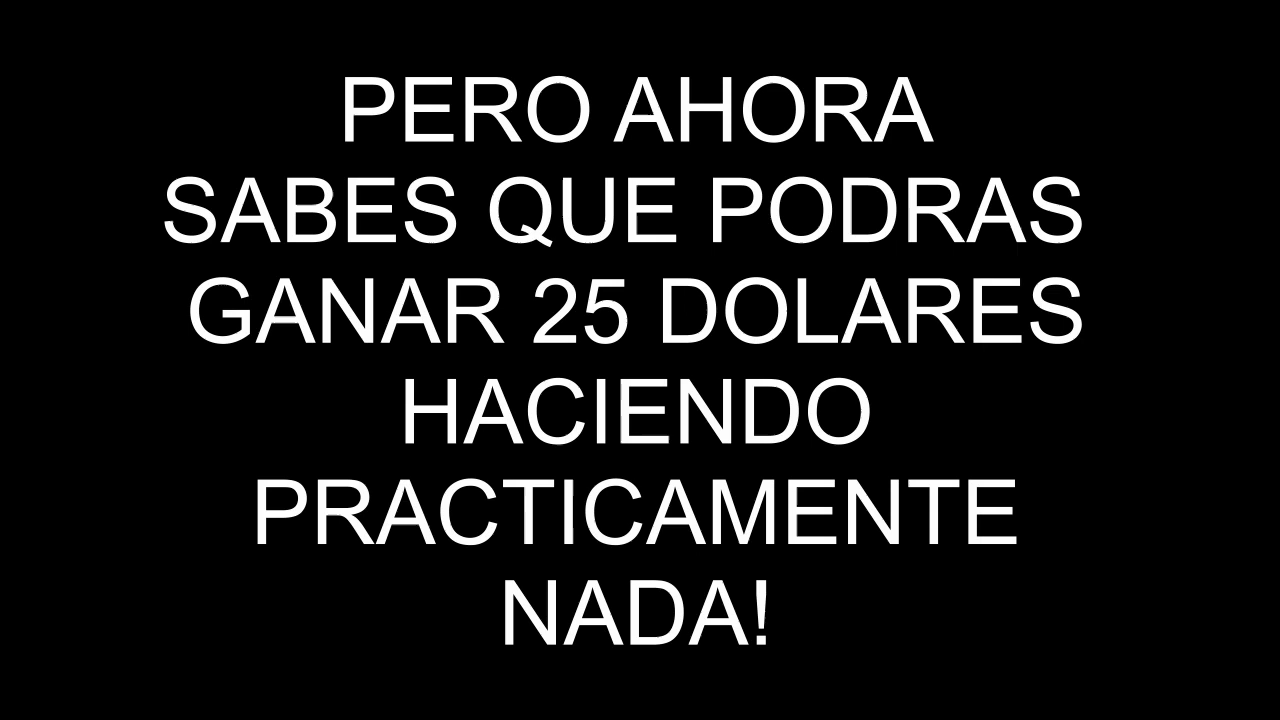 PERO AHORA
SABES QUE PODRAS
GANAR 25 DOLARES
HACIENDO
PRACTICAMENTE
NADA!